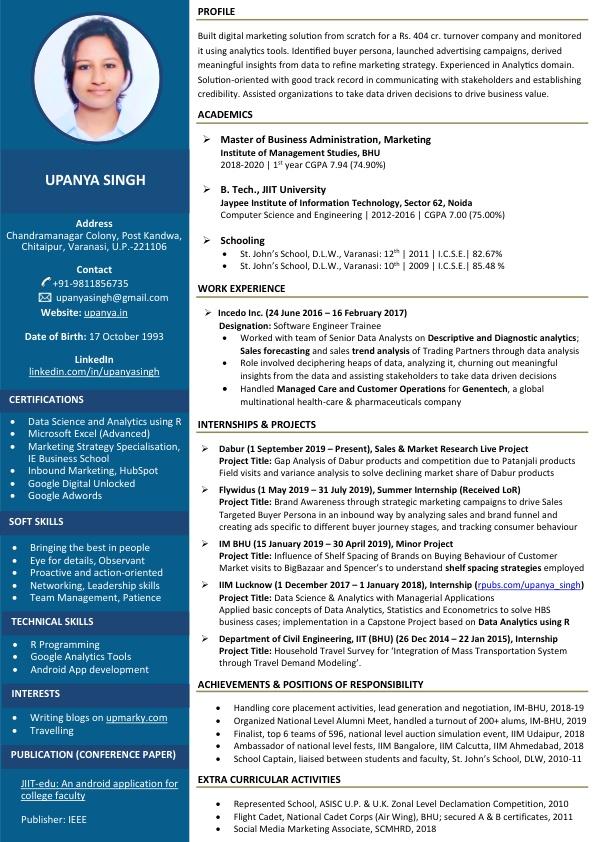 UPANYA SINGH
Address
Chandramanagar Colony, Post Kandwa,
Chitaipur, Varanasi, U.P.-221106
Contact
+91-9811856735
upanyasingh@gmail.com
Website: upanya.in
Date of Birth: 17 October 1993
LinkedIn
linkedin.com/in/upanyasingh
CERTIFICATIONS
• Data Science and Analytics using R
• Microsoft Excel (Advanced)
• Marketing Strategy Specialisation,
IE Business School
• Inbound Marketing, HubSpot
• Google Digital Unlocked
• Google Adwords
SOFT SKILLS
• Bringing the best in people
• Eye for details, Observant
• Proactive and action-oriented
• Networking, Leadership skills
• Team Management, Patience
TECHNICAL SKILLS
• R Programming
• Google Analytics Tools
• Android App development
INTERESTS
• Writing blogs on upmarky.com
• Travelling
PUBLICATION (CONFERENCE PAPER)
JIIT-edu: An android application for
college faculty
Publisher: IEEE
PROFILE
Built digital marketing solution from scratch for a Rs. 404 cr. turnover company and monitored
it using analytics tools. Identified buyer persona, launched advertising campaigns, derived
meaningful insights from data to refine marketing strategy. Experienced in Analytics domain.
Solution-oriented with good track record in communicating with stakeholders and establishing
credibility. Assisted organizations to take data driven decisions to drive business value.
ACADEMICS
➢ Master of Business Administration, Marketing
Institute of Management Studies, BHU
2018-2020 | 1st year CGPA 7.94 (74.90%)
➢ B. Tech., JIIT University
Jaypee Institute of Information Technology, Sector 62, Noida
Computer Science and Engineering | 2012-2016 | CGPA 7.00 (75.00%)
➢ Schooling
• St. John's School, D.L.W., Varanasi: 12th | 2011 | I.C.S.E.| 82.67%
• St. John's School, D.L.W., Varanasi: 10th | 2009 | I.C.S.E.| 85.48 %
WORK EXPERIENCE
➢ Incedo Inc. (24 June 2016 – 16 February 2017)
Designation: Software Engineer Trainee
• Worked with team of Senior Data Analysts on Descriptive and Diagnostic analytics;
Sales forecasting and sales trend analysis of Trading Partners through data analysis
• Role involved deciphering heaps of data, analyzing it, churning out meaningful
insights from the data and assisting stakeholders to take data driven decisions
• Handled Managed Care and Customer Operations for Genentech, a global
multinational health-care & pharmaceuticals company
INTERNSHIPS & PROJECTS
➢ Dabur (1 September 2019 – Present), Sales & Market Research Live Project
Project Title: Gap Analysis of Dabur products and competition due to Patanjali products
Field visits and variance analysis to solve declining market share of Dabur products
➢ Flywidus (1 May 2019 – 31 July 2019), Summer Internship (Received LoR)
Project Title: Brand Awareness through strategic marketing campaigns to drive Sales
Targeted Buyer Persona in an inbound way by analyzing sales and brand funnel and
creating ads specific to different buyer journey stages, and tracking consumer behaviour
➢ IM BHU (15 January 2019 – 30 April 2019), Minor Project
Project Title: Influence of Shelf Spacing of Brands on Buying Behaviour of Customer
Market visits to BigBazaar and Spencer's to understand shelf spacing strategies employed
➢ IIM Lucknow (1 December 2017 – 1 January 2018), Internship (rpubs.com/upanya_singh)
Project Title: Data Science & Analytics with Managerial Applications
Applied basic concepts of Data Analytics, Statistics and Econometrics to solve HBS
business cases; implementation in a Capstone Project based on Data Analytics using R
➢ Department of Civil Engineering, IIT (BHU) (26 Dec 2014 – 22 Jan 2015), Internship
Project Title: Household Travel Survey for 'Integration of Mass Transportation System
through Travel Demand Modeling'.
ACHIEVEMENTS & POSITIONS OF RESPONSIBILITY
• Handling core placement activities, lead generation and negotiation, IM-BHU, 2018-19
• Organized National Level Alumni Meet, handled a turnout of 200+ alums, IM-BHU, 2019
• Finalist, top 6 teams of 596, national level auction simulation event, IIM Udaipur, 2018
• Ambassador of national level fests, IIM Bangalore, IIM Calcutta, IIM Ahmedabad, 2018
• School Captain, liaised between students and faculty, St. John's School, DLW, 2010-11
EXTRA CURRICULAR ACTIVITIES
• Represented School, ASISC U.P. & U.K. Zonal Level Declamation Competition, 2010
• Flight Cadet, National Cadet Corps (Air Wing), BHU; secured A & B certificates, 2011
• Social Media Marketing Associate, SCMHRD, 2018